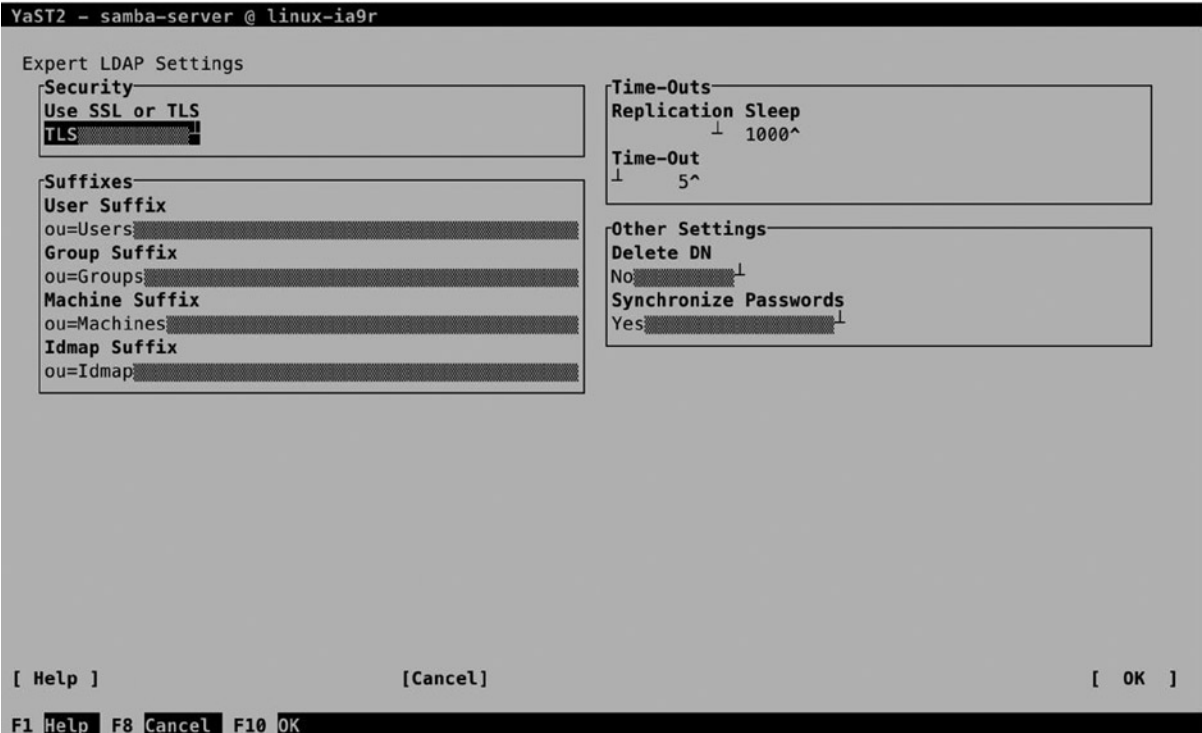 YaST2 - samba-server @ linux-ia9r
Expert LDAP Settings
Security
Use SSL or TLS
TLS
Suffixes
User Suffix
ou=Users
Group Suffix
ou=Groups
Machine Suffix
ou=Machines
Idmap Suffix
ou=Idmap
Time-Outs
Replication Sleep
1000^
Time-Out
5^
Other Settings
Delete DN
No
Synchronize Passwords
Yes
[ Help ] [Cancel] [ OK ]
F1 Help F8 Cancel F10 OK